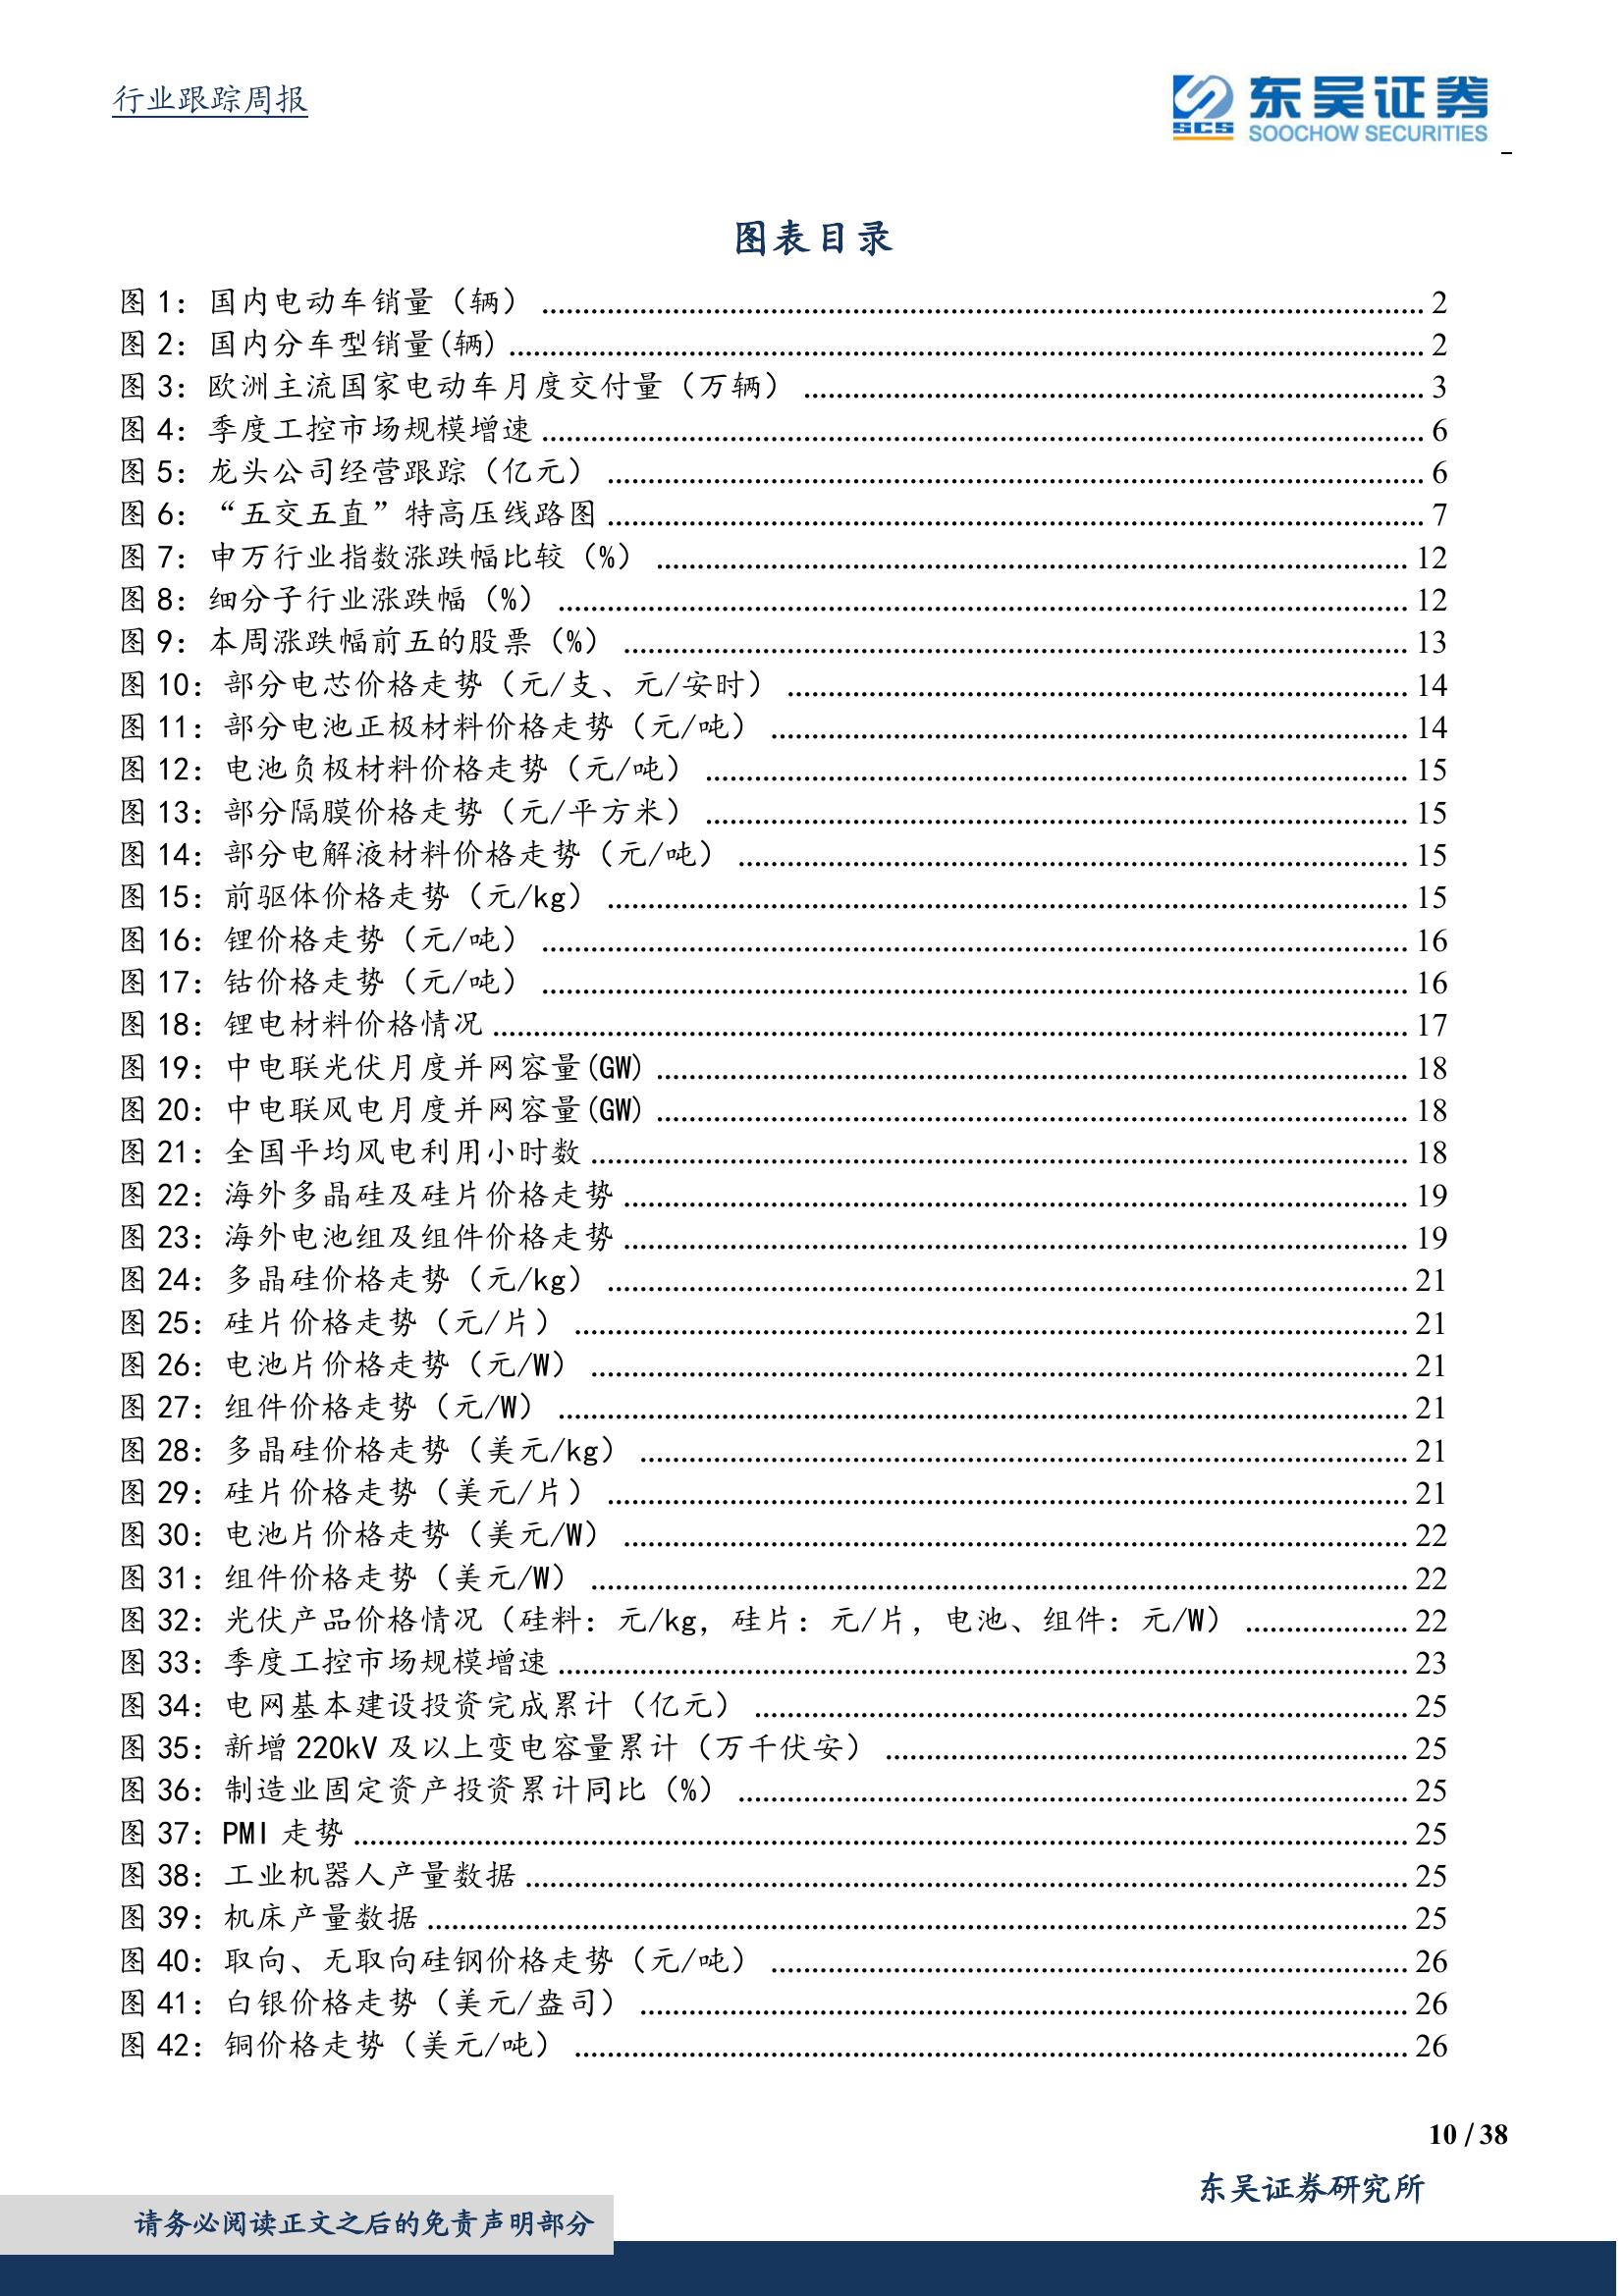 行业跟踪周报
SCS 东吴证券
SOOCHOW SECURITIES
图表目录
图 1：国内电动车销量（辆） ........ 2
图 2：国内分车型销量(辆) ........ 2
图 3：欧洲主流国家电动车月度交付量（万辆） ........ 3
图 4：季度工控市场规模增速 ........ 6
图 5：龙头公司经营跟踪（亿元） ........ 6
图 6：“五交五直”特高压线路图 ........ 7
图 7：申万行业指数涨跌幅比较（%） ........ 12
图 8：细分子行业涨跌幅（%） ........ 12
图 9：本周涨跌幅前五的股票（%） ........ 13
图 10：部分电芯价格走势（元/支、元/安时） ........ 14
图 11：部分电池正极材料价格走势（元/吨） ........ 14
图 12：电池负极材料价格走势（元/吨） ........ 15
图 13：部分隔膜价格走势（元/平方米） ........ 15
图 14：部分电解液材料价格走势（元/吨） ........ 15
图 15：前驱体价格走势（元/kg） ........ 15
图 16：锂价格走势（元/吨） ........ 16
图 17：钴价格走势（元/吨） ........ 16
图 18：锂电材料价格情况 ........ 17
图 19：中电联光伏月度并网容量(GW) ........ 18
图 20：中电联风电月度并网容量(GW) ........ 18
图 21：全国平均风电利用小时数 ........ 18
图 22：海外多晶硅及硅片价格走势 ........ 19
图 23：海外电池组及组件价格走势 ........ 19
图 24：多晶硅价格走势（元/kg） ........ 21
图 25：硅片价格走势（元/片） ........ 21
图 26：电池片价格走势（元/W） ........ 21
图 27：组件价格走势（元/W） ........ 21
图 28：多晶硅价格走势（美元/kg） ........ 21
图 29：硅片价格走势（美元/片） ........ 21
图 30：电池片价格走势（美元/W） ........ 22
图 31：组件价格走势（美元/W） ........ 22
图 32：光伏产品价格情况（硅料：元/kg，硅片：元/片，电池、组件：元/W） ........ 22
图 33：季度工控市场规模增速 ........ 23
图 34：电网基本建设投资完成累计（亿元） ........ 25
图 35：新增 220kV 及以上变电容量累计（万千伏安） ........ 25
图 36：制造业固定资产投资累计同比（%） ........ 25
图 37：PMI 走势 ........ 25
图 38：工业机器人产量数据 ........ 25
图 39：机床产量数据 ........ 25
图 40：取向、无取向硅钢价格走势（元/吨） ........ 26
图 41：白银价格走势（美元/盎司） ........ 26
图 42：铜价格走势（美元/吨） ........ 26
10 / 38
东吴证券研究所
请务必阅读正文之后的免责声明部分